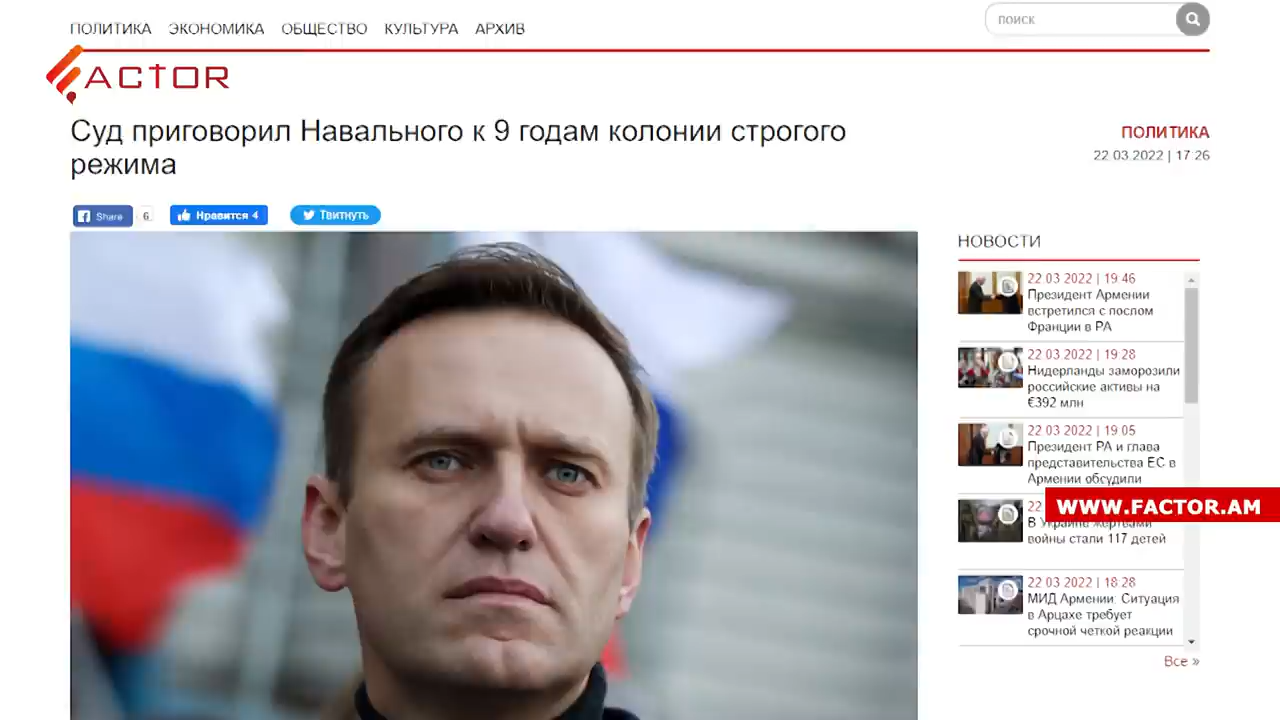 ПОЛИТИКА ЭКОНОМИКА ОБЩЕСТВО КУЛЬТУРА АРХИВ
поиск
ACTOR
Суд приговорил Навального к 9 годам колонии строгого
режима
ПОЛИТИКА
22.03.2022 | 17:26
Share 6 Нравится 4 Твитнуть
НОВОСТИ
22 03 2022 | 19:46
Президент Армении
встретился с послом
Франции в РА
22 03 2022 | 19:28
Нидерланды заморозили
российские активы на
€392 млн
22 03 2022 | 19:05
Президент РА и глава
представительства ЕС в
Армении обсудили
22
WWW.FACTOR.AM
В Украине жертвами
войны стали 117 детей
22 03 2022 | 18:28
МИД Армении: Ситуация
в Арцахе требует
срочной четкой реакции
Все »